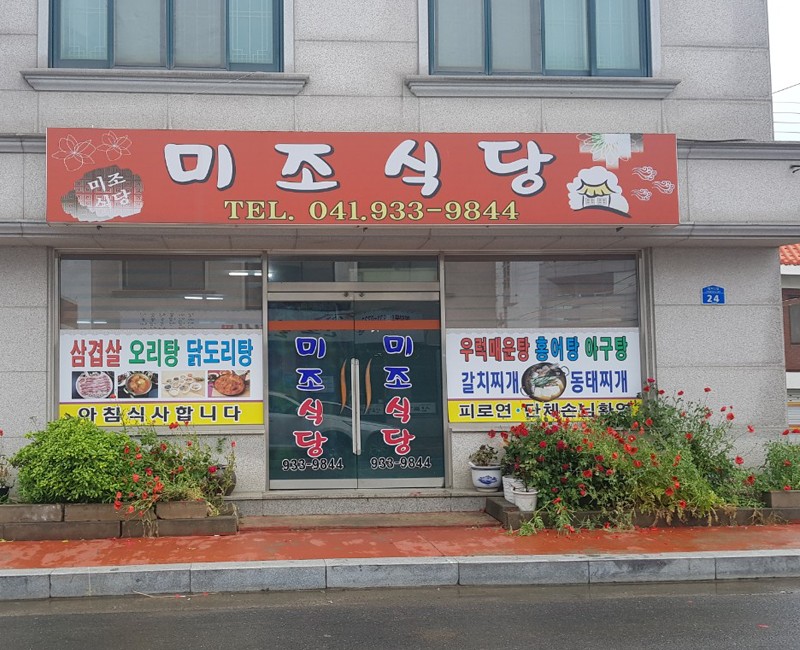 미조식당
미조
식당
TEL. 041.933-9844
24
삼겹살 오리탕 닭도리탕
아침식사합니다
미조식당
933-9844
미조식당
933-9844
우럭매운탕 홍어탕 아구탕
갈치찌개 동태찌개
피로연·단체손님환영